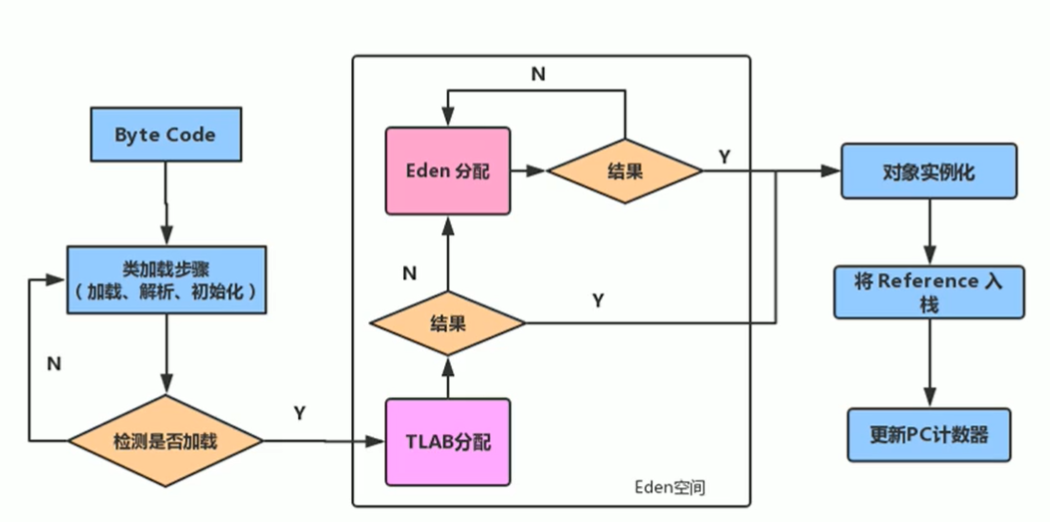 Byte Code
类加载步骤
（加载、解析、初始化）
N
检测是否加载
Y
N
Eden 分配
结果
Y
N
结果
Y
TLAB分配
Eden空间
对象实例化
将 Reference 入
栈
更新PC计数器